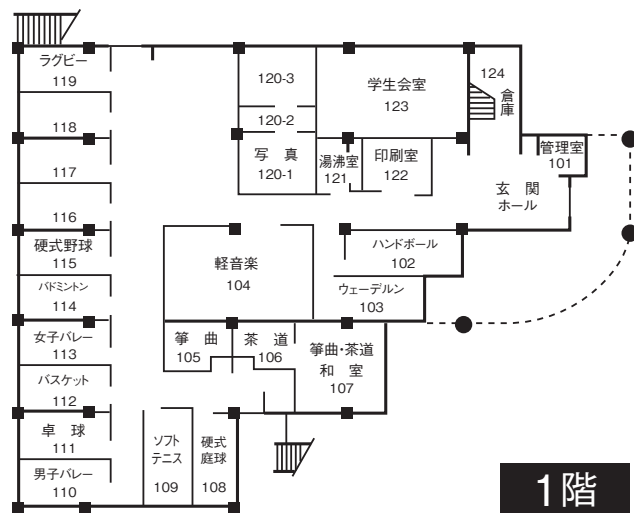 ラグビー
119
118
117
116
硬式野球
115
バドミントン
114
女子バレー
113
バスケット
112
卓 球
111
男子バレー
110
ソフト
テニス
109
硬式
庭球
108
120-3
120-2
写 真
120-1
学生会室
123
湯沸室
121
印刷室
122
124
倉庫
管理室
101
玄 関
ホール
軽音楽
104
ハンドボール
102
ウェーデルン
103
箏曲
105
茶道
106
箏曲・茶道
和 室
107
1階